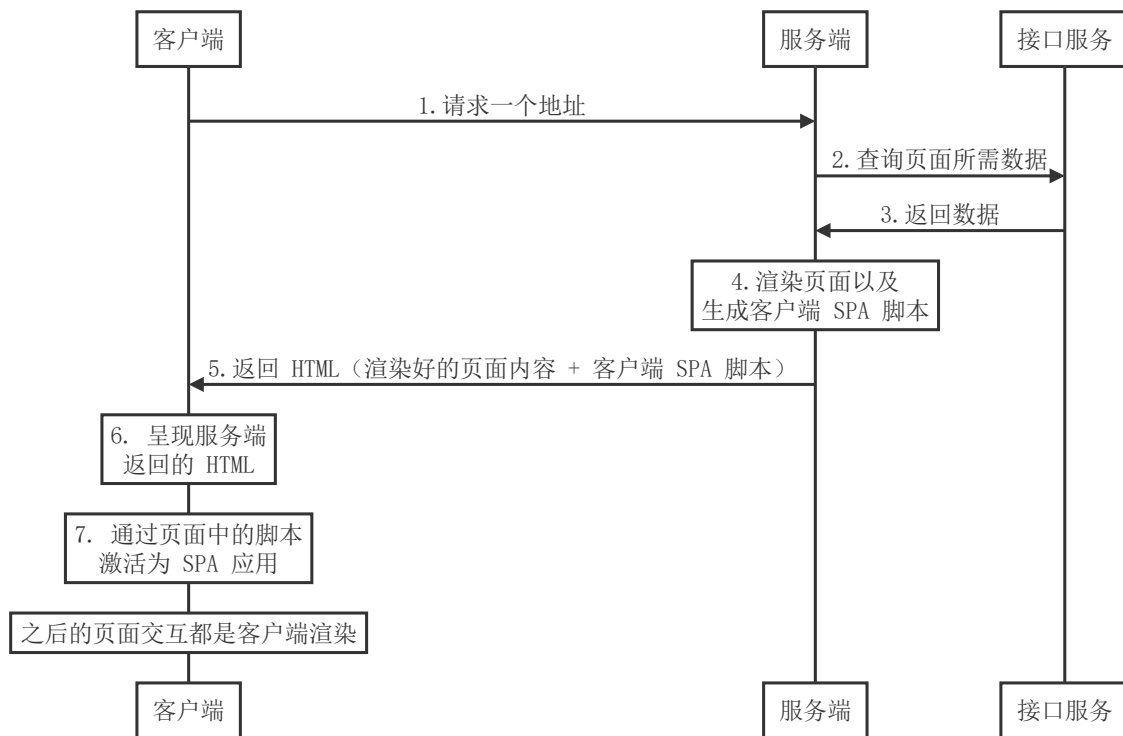 客户端
服务端
接口服务
1.请求一个地址
2.查询页面所需数据
3.返回数据
4.渲染页面以及
生成客户端 SPA 脚本
5.返回 HTML（渲染好的页面内容 + 客户端 SPA 脚本）
6. 呈现服务端
返回的 HTML
7. 通过页面中的脚本
激活为 SPA 应用
之后的页面交互都是客户端渲染
客户端
服务端
接口服务